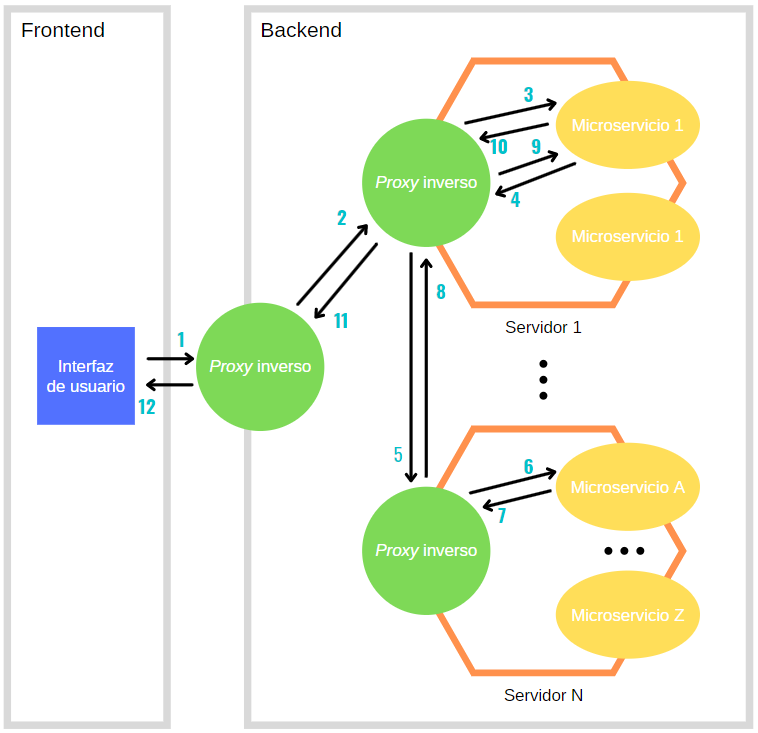 Frontend
Backend
3
Microservicio 1
10
9
Proxy inverso
4
2
Microservicio 1
8
11
Servidor 1
1
Interfaz
de usuario
Proxy inverso
12
5
6
Microservicio A
7
Proxy inverso
Microservicio Z
Servidor N